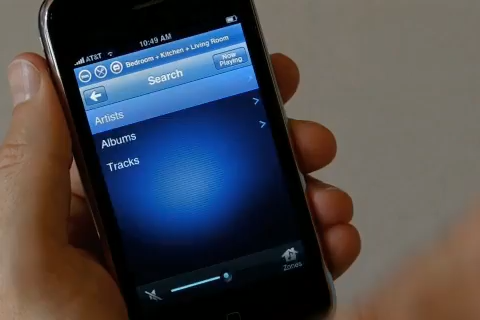 10:49 AM
AT&T
Bedroom + Kitchen + Living Room
Search
Now
Playing
Artists
Albums
Tracks
Zones